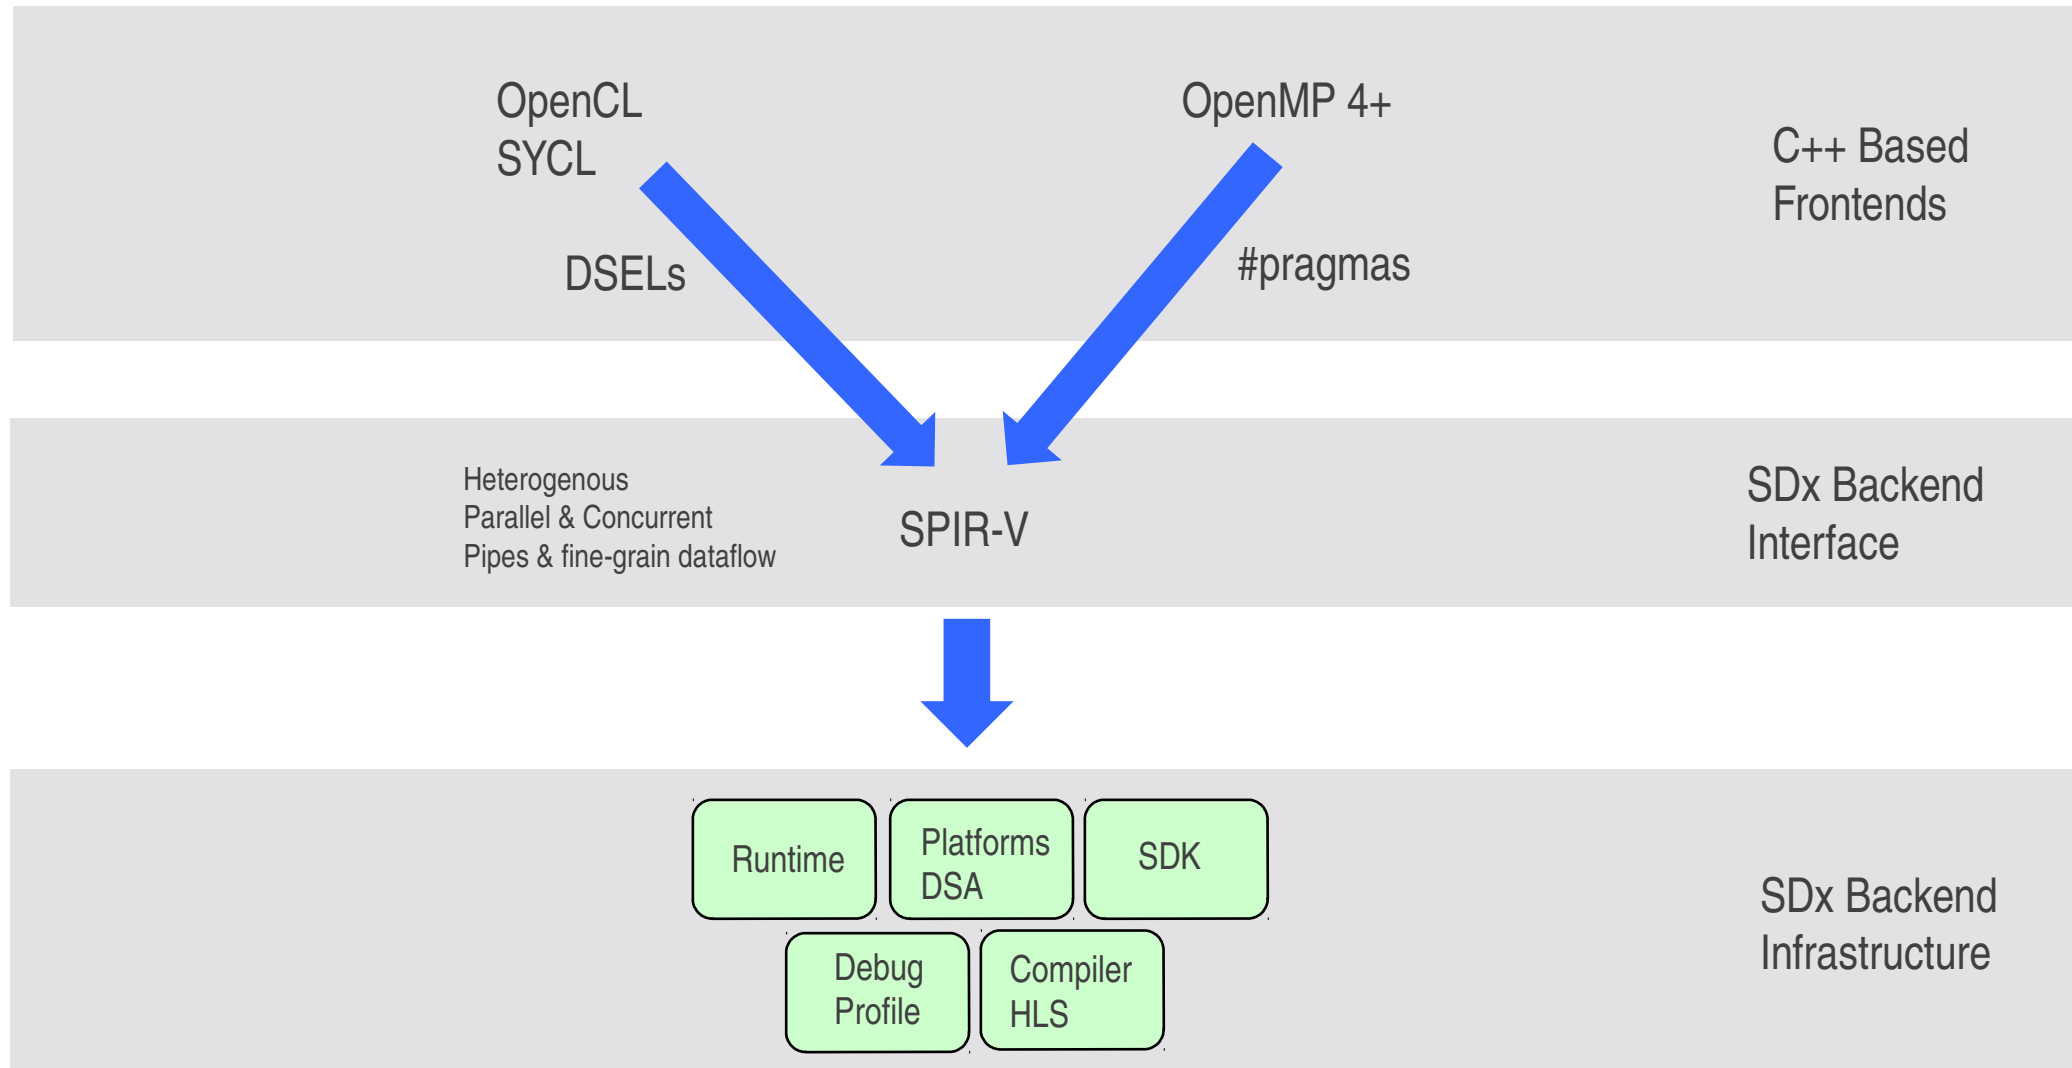 OpenCL
SYCL
OpenMP 4+
C++ Based
Frontends
DSELs
#pragmas
Heterogenous
Parallel & Concurrent
Pipes & fine-grain dataflow
SPIR-V
SDx Backend
Interface
Runtime
Platforms
DSA
SDK
Debug
Profile
Compiler
HLS
SDx Backend
Infrastructure